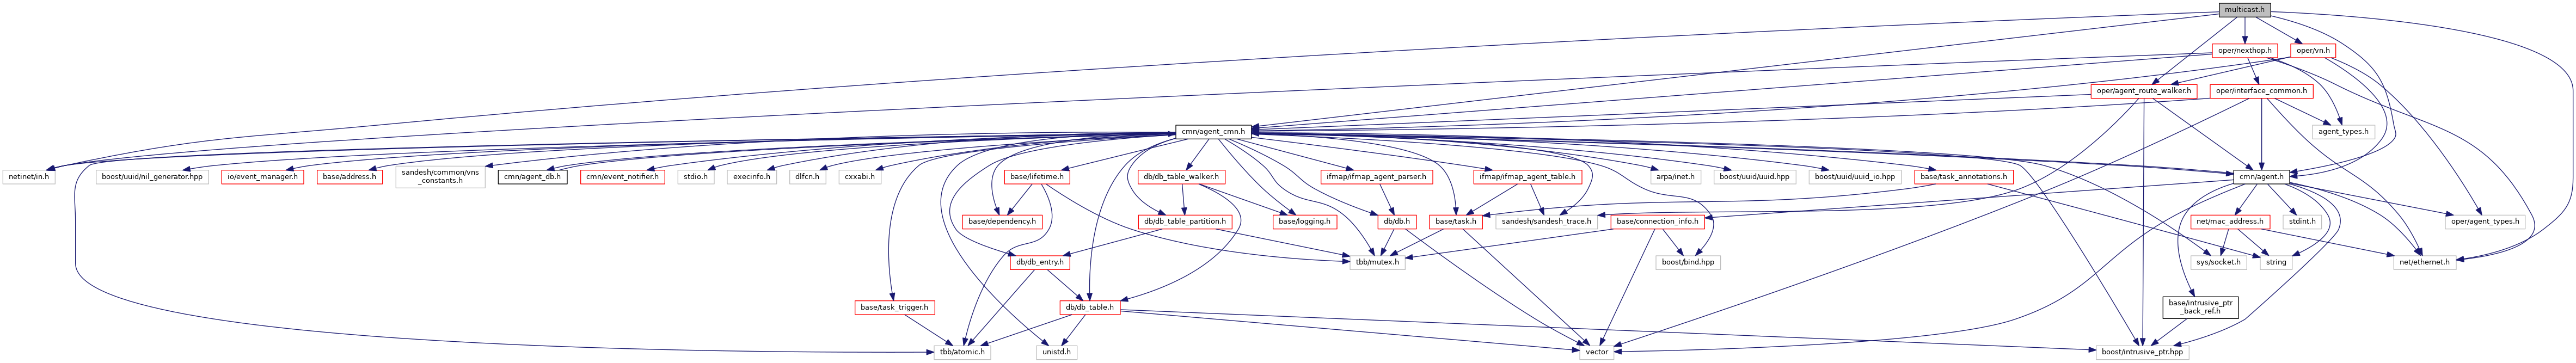 multicast.h
oper/nexthop.h
oper/vn.h
oper/agent_route_walker.h
oper/interface_common.h
cmn/agent_cmn.h
agent_types.h
netinet/in.h
boost/uuid/nil_generator.hpp
io/event_manager.h
base/address.h
sandesh/common/vns
_constants.h
cmn/agent_db.h
cmn/event_notifier.h
stdio.h
execinfo.h
dlfcn.h
cxxabi.h
base/lifetime.h
db/db_table_walker.h
ifmap/ifmap_agent_parser.h
ifmap/ifmap_agent_table.h
arpa/inet.h
boost/uuid/uuid.hpp
boost/uuid/uuid_io.hpp
base/task_annotations.h
cmn/agent.h
base/dependency.h
db/db_table_partition.h
base/logging.h
db/db.h
base/task.h
sandesh/sandesh_trace.h
base/connection_info.h
net/mac_address.h
stdint.h
oper/agent_types.h
db/db_entry.h
tbb/mutex.h
boost/bind.hpp
sys/socket.h
string
net/ethernet.h
base/task_trigger.h
db/db_table.h
base/intrusive_ptr
_back_ref.h
tbb/atomic.h
unistd.h
vector
boost/intrusive_ptr.hpp